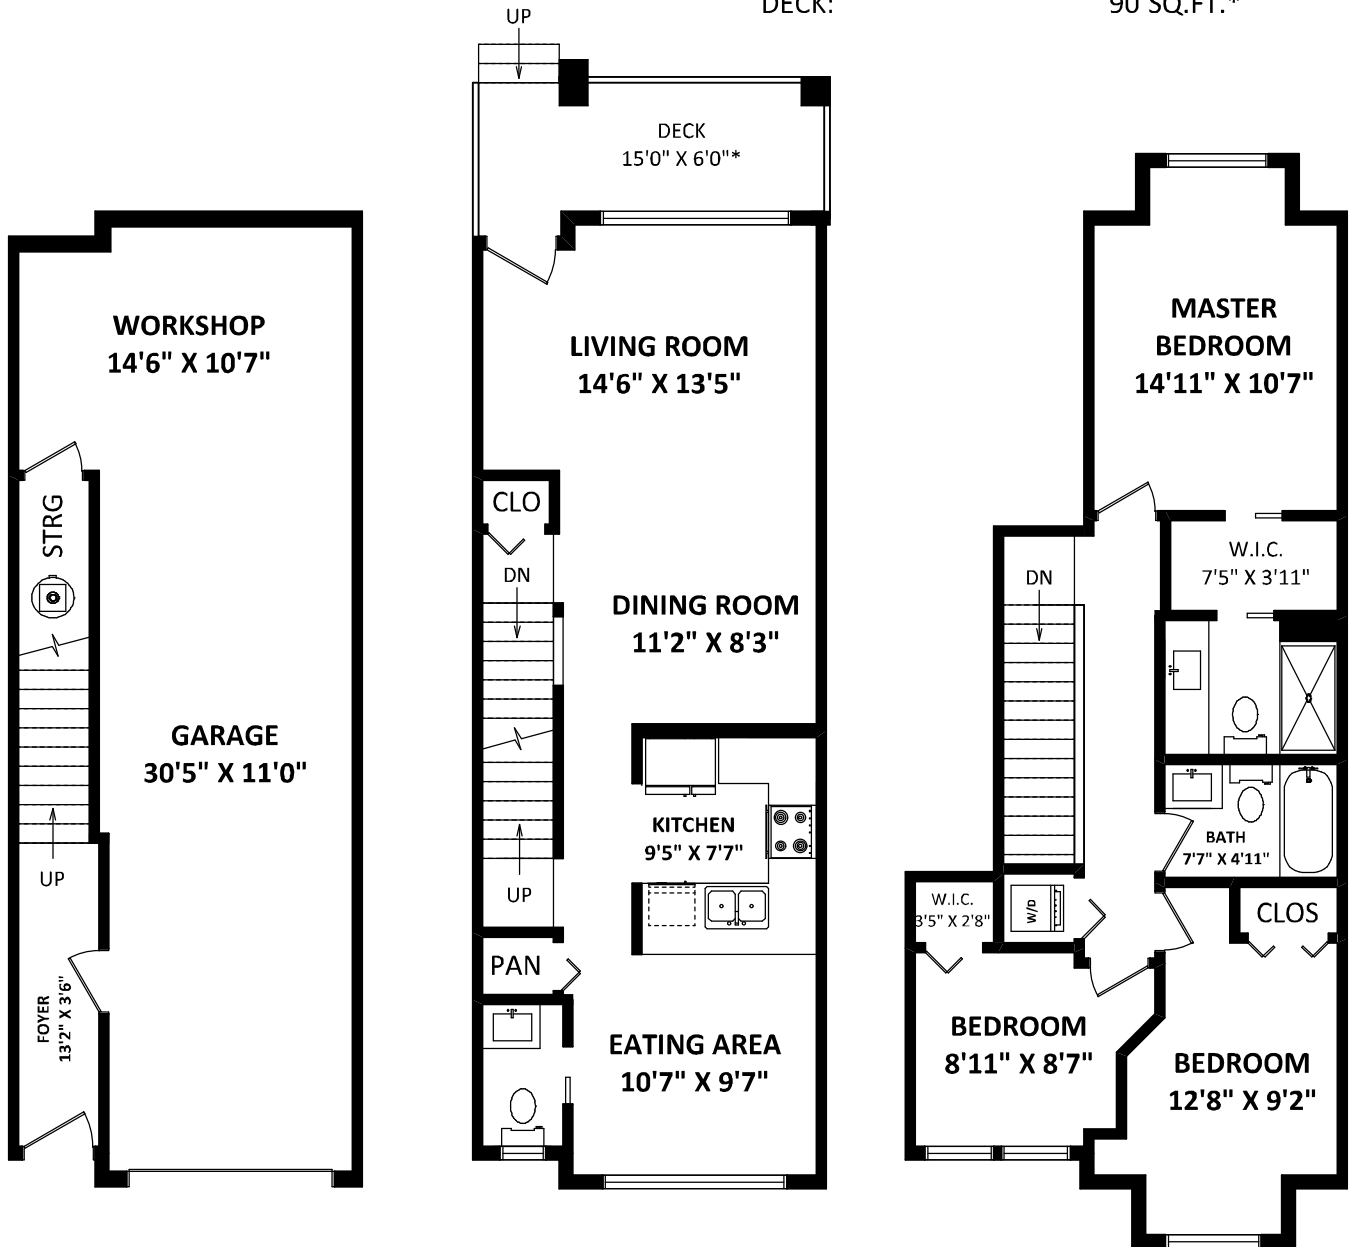 DECK: 90 SQ.FT.*
UP
DECK
15'0" X 6'0"*
WORKSHOP
14'6" X 10'7"
STRG
GARAGE
30'5" X 11'0"
UP
FOYER
13'2" X 3'6"
LIVING ROOM
14'6" X 13'5"
CLO
DN
DINING ROOM
11'2" X 8'3"
KITCHEN
9'5" X 7'7"
UP
PAN
EATING AREA
10'7" X 9'7"
MASTER
BEDROOM
14'11" X 10'7"
W.I.C.
7'5" X 3'11"
DN
BATH
7'7" X 4'11"
W.I.C.
3'5" X 2'8"
W/D
CLOS
BEDROOM
8'11" X 8'7"
BEDROOM
12'8" X 9'2"